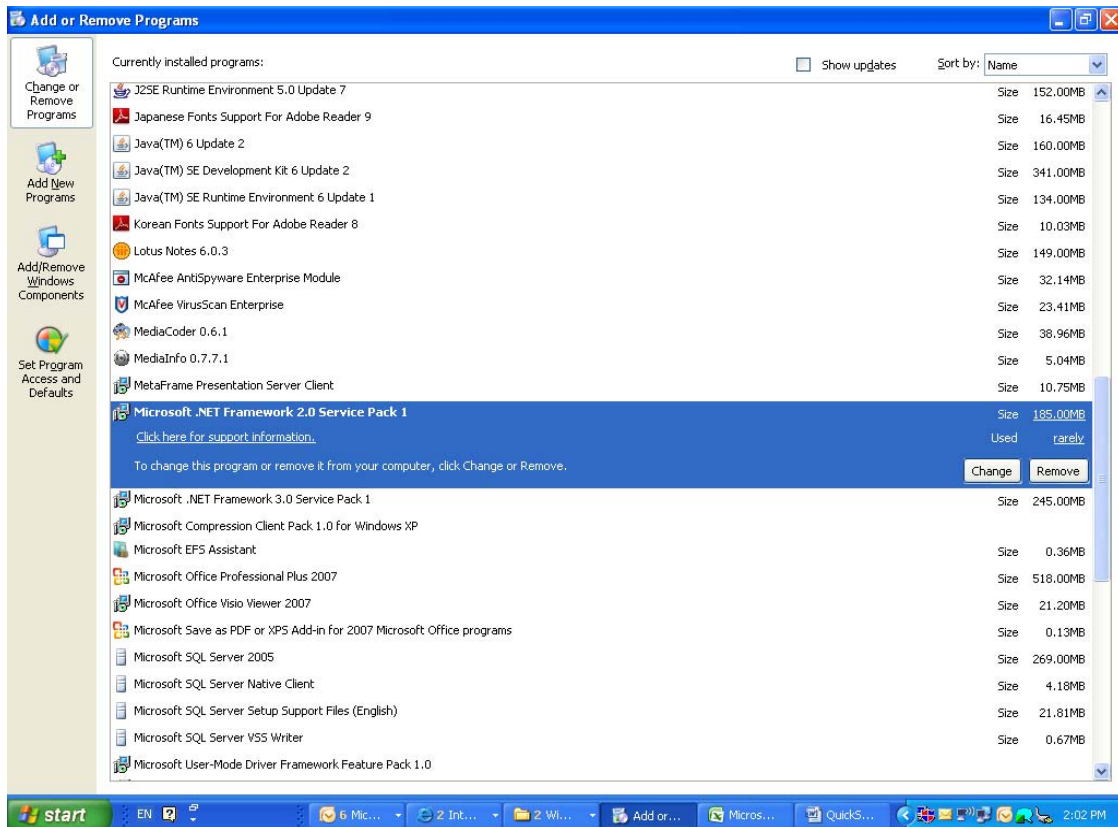 Add or Remove Programs
Change or
Remove
Programs
Add New
Programs
Add/Remove
Windows
Components
Set Program
Access and
Defaults
Currently installed programs:
Show updates
Sort by: Name
J2SE Runtime Environment 5.0 Update 7 Size 152.00MB
Japanese Fonts Support For Adobe Reader 9 Size 16.45MB
Java(TM) 6 Update 2 Size 160.00MB
Java(TM) SE Development Kit 6 Update 2 Size 341.00MB
Java(TM) SE Runtime Environment 6 Update 1 Size 134.00MB
Korean Fonts Support For Adobe Reader 8 Size 10.03MB
Lotus Notes 6.0.3 Size 149.00MB
McAfee AntiSpyware Enterprise Module Size 32.14MB
McAfee VirusScan Enterprise Size 23.41MB
MediaCoder 0.6.1 Size 38.96MB
MediaInfo 0.7.7.1 Size 5.04MB
MetaFrame Presentation Server Client Size 10.75MB
Microsoft .NET Framework 2.0 Service Pack 1 Size 185.00MB
Click here for support information. Used rarely
To change this program or remove it from your computer, click Change or Remove. Change Remove
Microsoft .NET Framework 3.0 Service Pack 1 Size 245.00MB
Microsoft Compression Client Pack 1.0 for Windows XP
Microsoft EFS Assistant Size 0.36MB
Microsoft Office Professional Plus 2007 Size 518.00MB
Microsoft Office Visio Viewer 2007 Size 21.20MB
Microsoft Save as PDF or XPS Add-in for 2007 Microsoft Office programs Size 0.13MB
Microsoft SQL Server 2005 Size 269.00MB
Microsoft SQL Server Native Client Size 4.18MB
Microsoft SQL Server Setup Support Files (English) Size 21.81MB
Microsoft SQL Server VSS Writer Size 0.67MB
Microsoft User-Mode Driver Framework Feature Pack 1.0
start EN 6 Mic... 2 Int... 2 Wi... Add or... Micros... QuickS... 2:02 PM